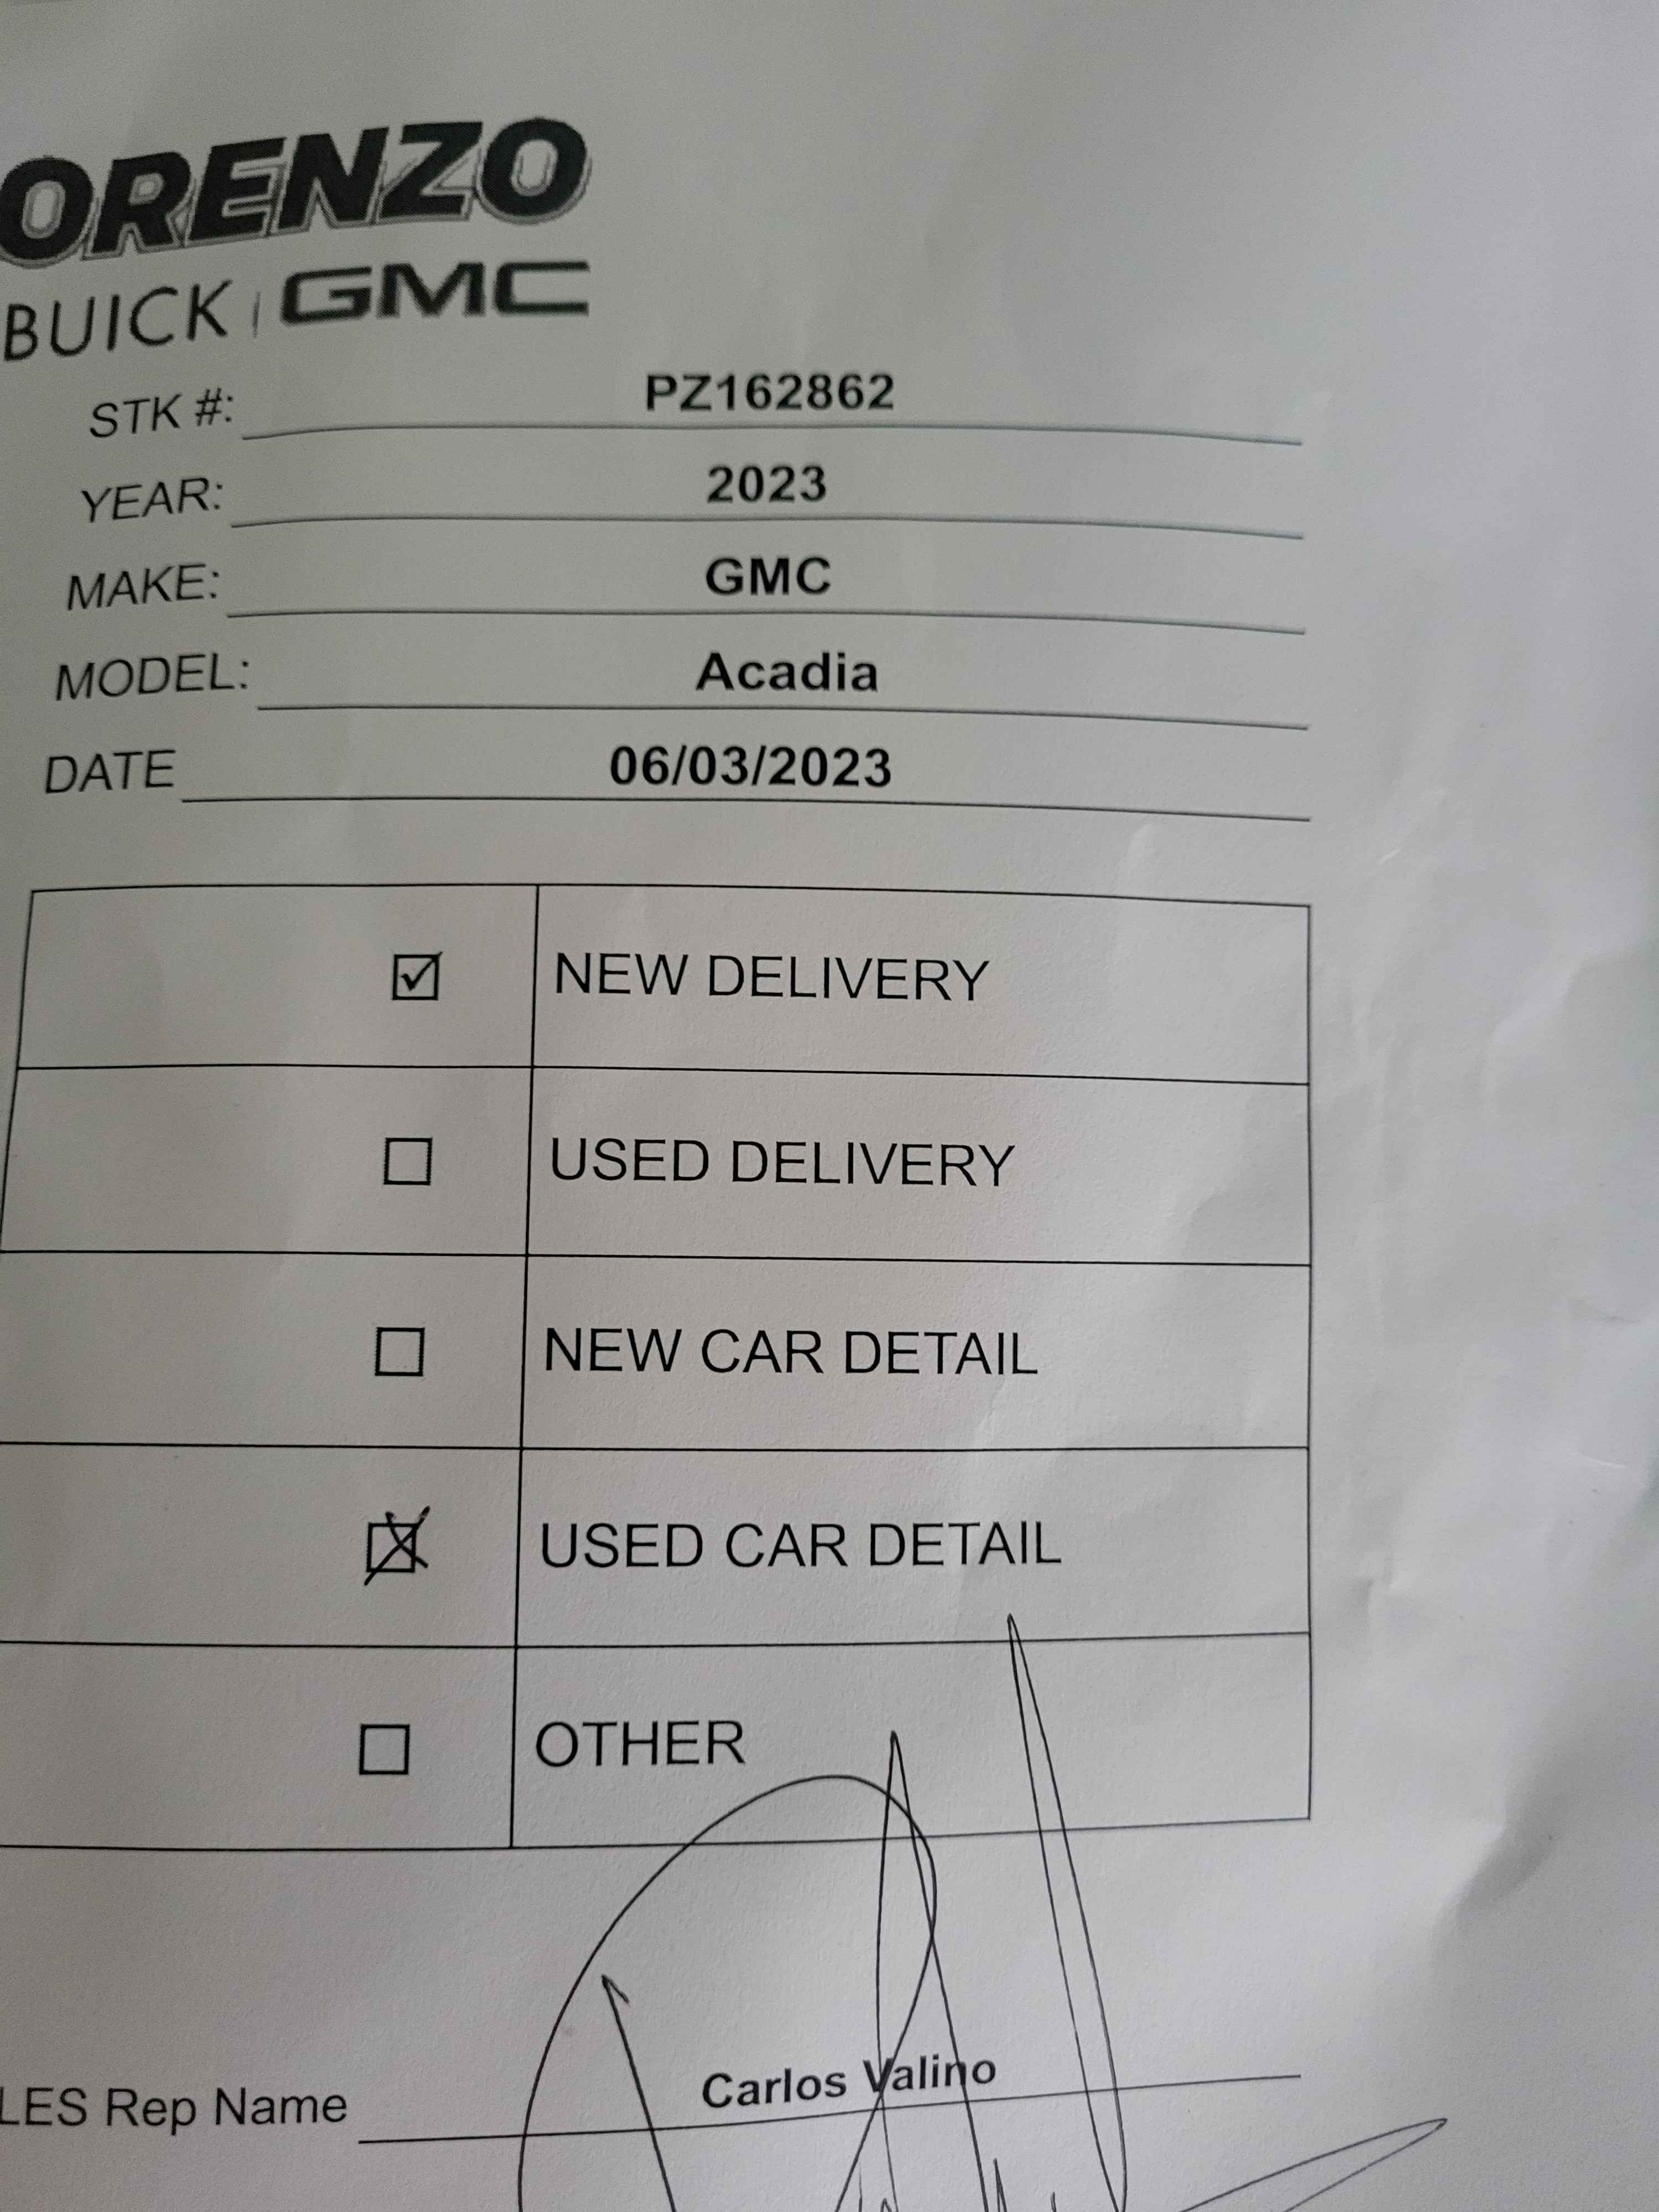 ORENZO
BUICK | GMC
STK #: PZ162862
YEAR: 2023
MAKE: GMC
MODEL: Acadia
DATE 06/03/2023
☑ NEW DELIVERY
☐ USED DELIVERY
☐ NEW CAR DETAIL
☒ USED CAR DETAIL
☐ OTHER
LES Rep Name Carlos Valino